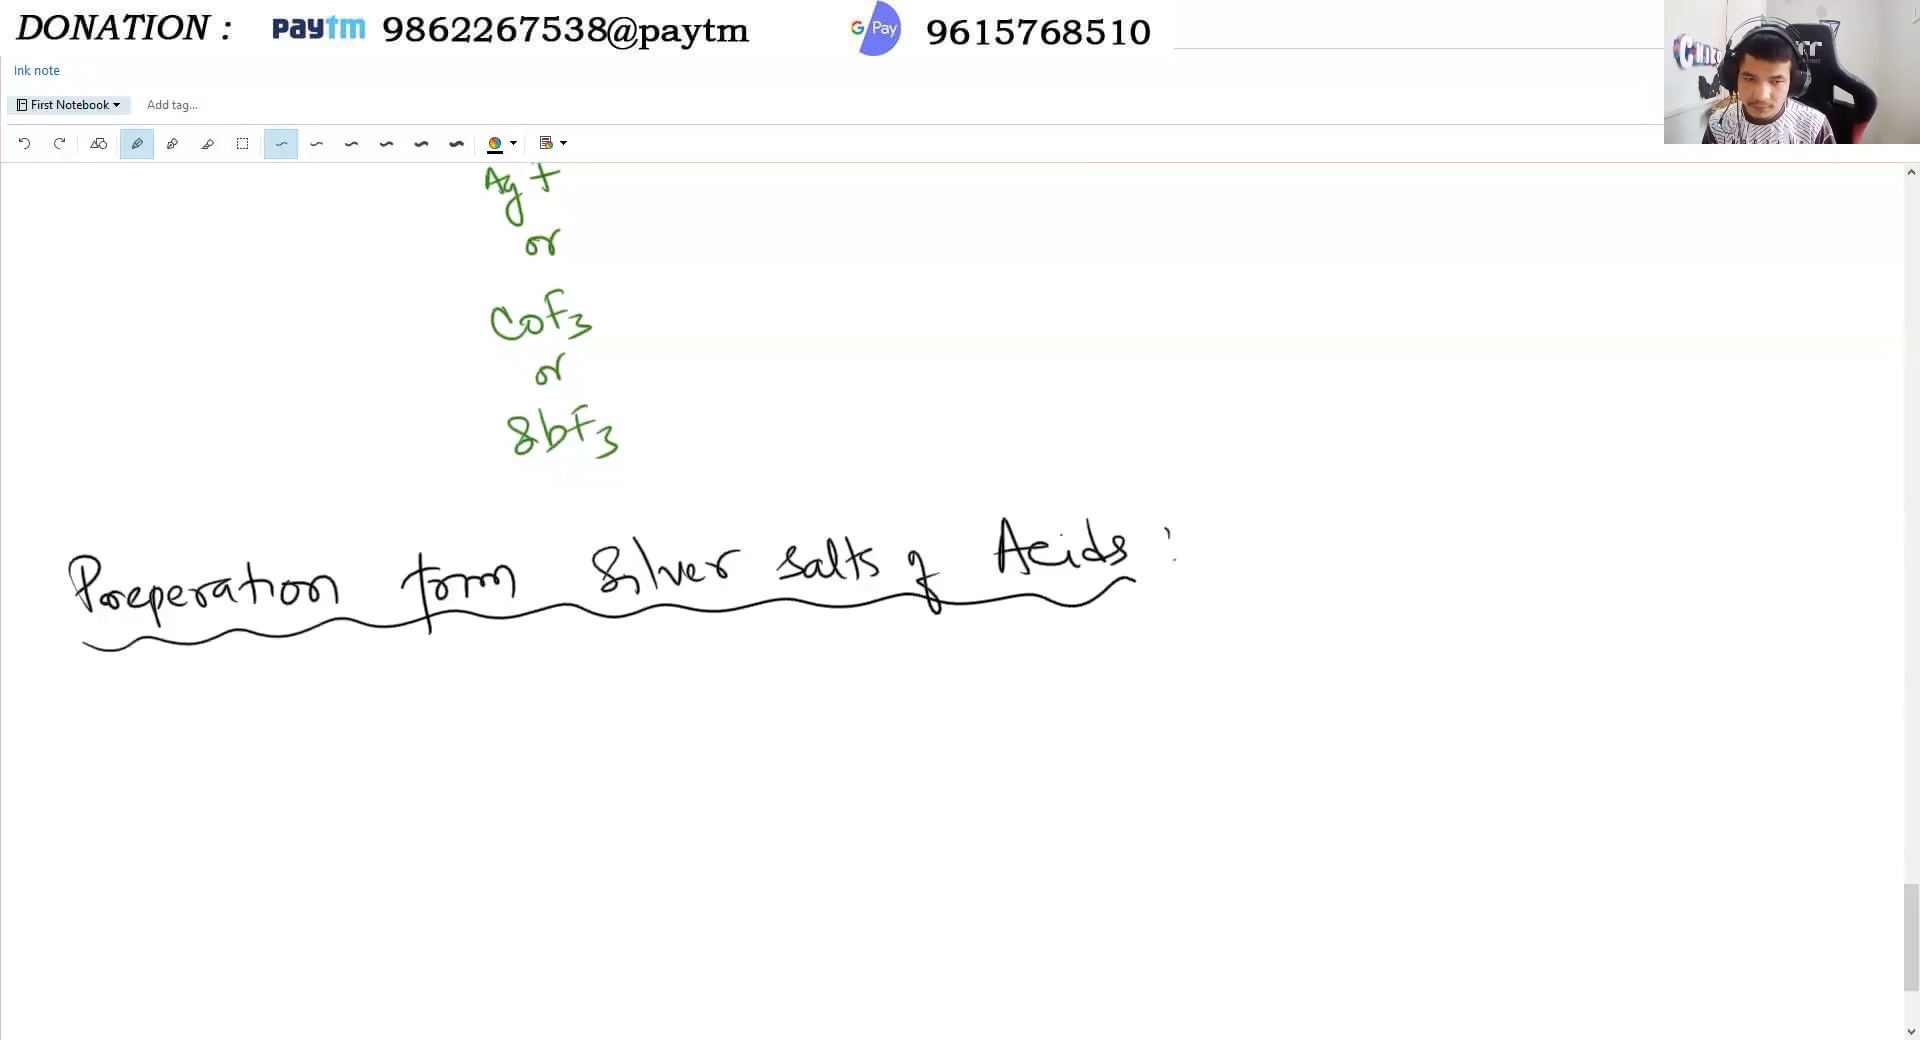 DONATION : Paytm 9862267538@paytm G Pay 9615768510
Ink note
First Notebook Add tag...
Ag+
or
CoF3
or
SbF3
Preperation form Silver salts of Acids :